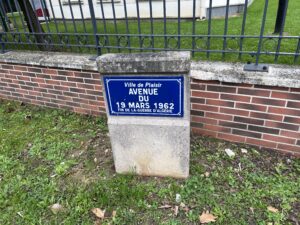 Ville de Plaisir
AVENUE
DU
19 MARS 1962
FIN DE LA GUERRE D'ALGÉRIE